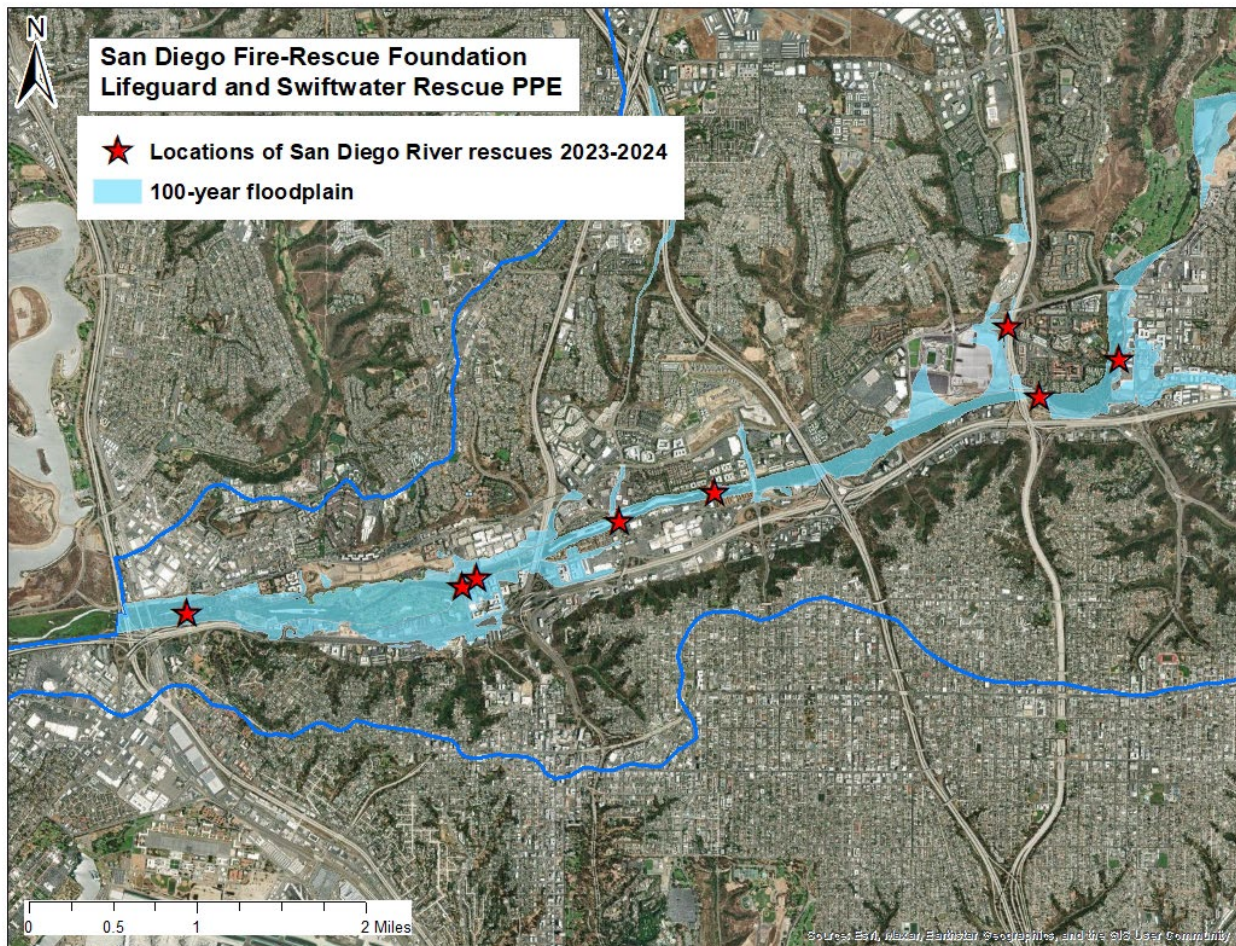 N
San Diego Fire-Rescue Foundation
Lifeguard and Swiftwater Rescue PPE
Locations of San Diego River rescues 2023-2024
100-year floodplain
0 0.5 1 2 Miles
Source: Esri, Maxar, Earthstar Geographics, and the GIS User Community